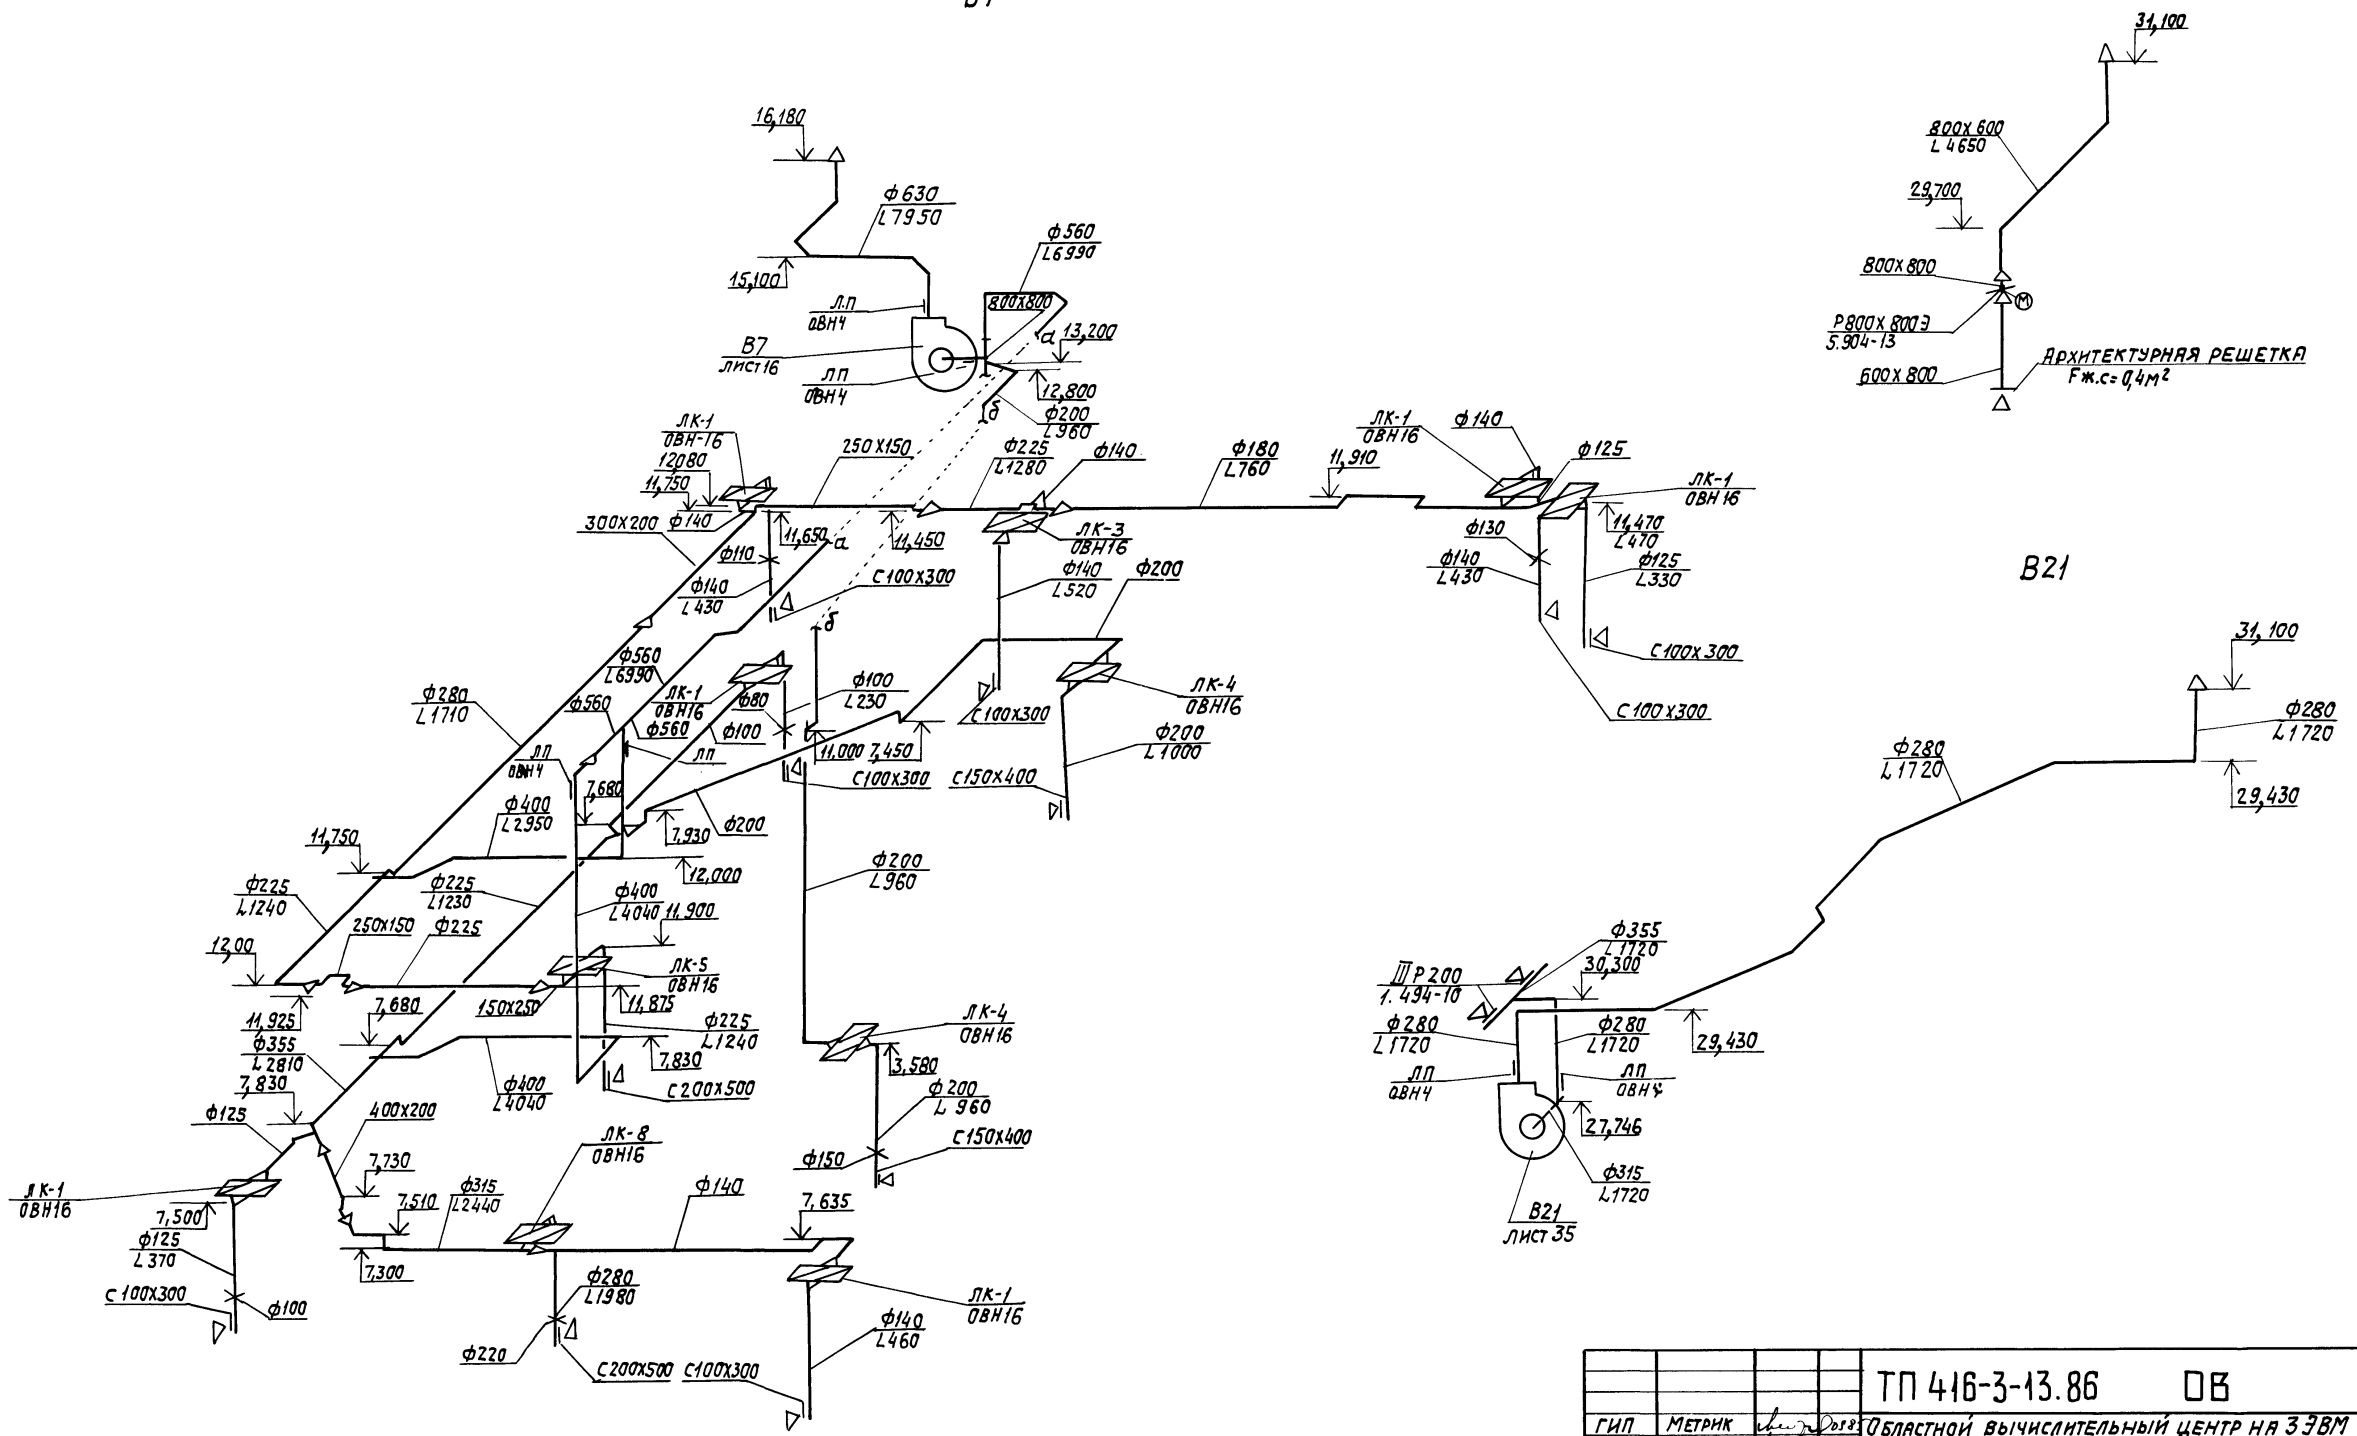 31,100
16,180
800х600
L 4650
ф630
L7950
29,700
ф560
L6990
15,100
800х800
ЛП
ОВН4
800х800
а
13,200
Р800х800Э
5.904-13
В7
ЛИСТ16
ЛП
ОВН4
АРХИТЕКТУРНАЯ РЕШЕТКА
Fж.с=0,4м²
600х800
М
12,800
б
ф200
L960
ЛК-1
ОВН-16
12,080
11,750
250х150
ф225
L1280
ф140
ф180
L760
11,910
ЛК-1
ОВН16
ф140
ф125
ЛК-1
ОВН16
300х200
ф140
11,650
а
11,450
ЛК-3
ОВН16
ф130
11,470
L470
ф110
ф140
L430
С100х300
ф140
L520
ф200
ф140
L430
ф125
L330
В21
б
31,100
ф560
L6990
С100х300
ф280
L1710
ф560
ЛК-1
ОВН16
ф80
ф100
L230
С100х300
ЛК-4
ОВН16
С100х300
ф560
ф100
11,000
7,450
ф200
L1000
ф280
L1720
ф280
L1720
ЛП
ОВН4
ЛП
С100х300
С150х400
7,680
29,430
ф400
L2950
7,930
ф200
11,750
12,000
ф200
L960
ф225
L1240
ф225
L1230
ф400
L4040
11,900
250х150
ф225
12,00
ф355
L1720
ЛК-5
ОВН16
30,300
III Р200
1.494-10
11,925
7,680
150х250
11,875
ф225
L1240
ЛК-4
ОВН16
ф280
L1720
ф280
L1720
29,430
ф355
L2810
7,830
7,830
3,580
ф400
L4040
С200х500
ф200
L960
ЛП
ОВН4
ЛП
ОВН4
ф125
400х200
27,746
ЛК-8
ОВН16
С150х400
ф150
7,730
ф315
L1720
ЛК-1
ОВН16
7,500
7,510
ф315
L2440
ф140
7,635
В21
ЛИСТ 35
ф125
L370
7,300
ф280
L1980
С100х300
ф100
ЛК-1
ОВН16
ф140
L460
ф220
С200х500
С100х300
ТП 416-3-13.86 ОВ
ГИП МЕТРИК ОБЛАСТНОЙ ВЫЧИСЛИТЕЛЬНЫЙ ЦЕНТР НА 3 ЭВМ